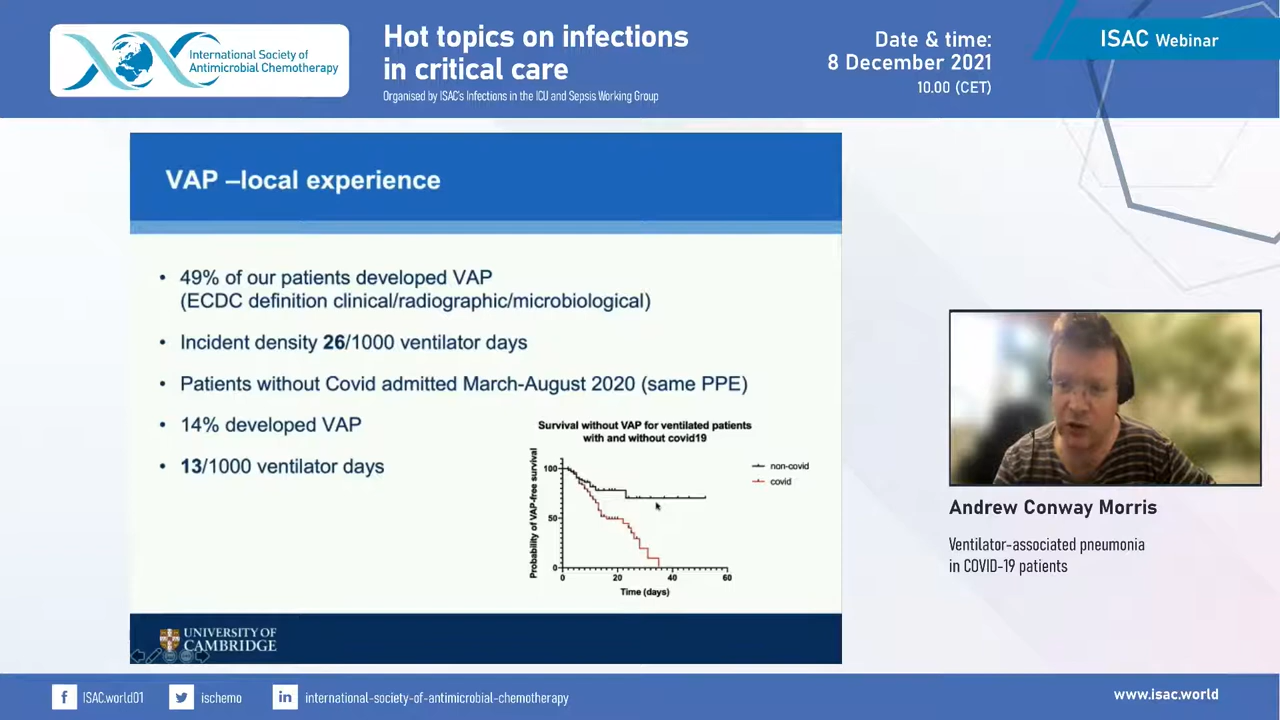 International Society of
Antimicrobial Chemotherapy
Hot topics on infections
in critical care
Organised by ISAC's Infections in the ICU and Sepsis Working Group
Date & time:
8 December 2021
10.00 (CET)
ISAC Webinar
VAP –local experience
• 49% of our patients developed VAP
(ECDC definition clinical/radiographic/microbiological)
• Incident density 26/1000 ventilator days
• Patients without Covid admitted March-August 2020 (same PPE)
• 14% developed VAP
• 13/1000 ventilator days
Survival without VAP for ventilated patients
with and without covid19
Probability of VAP-free survival
100
50
0
0 20 40 60
Time (days)
non-covid
covid
UNIVERSITY OF
CAMBRIDGE
Andrew Conway Morris
Ventilator-associated pneumonia
in COVID-19 patients
ISAC.world01
ischemo
international-society-of-antimicrobial-chemotherapy
www.isac.world